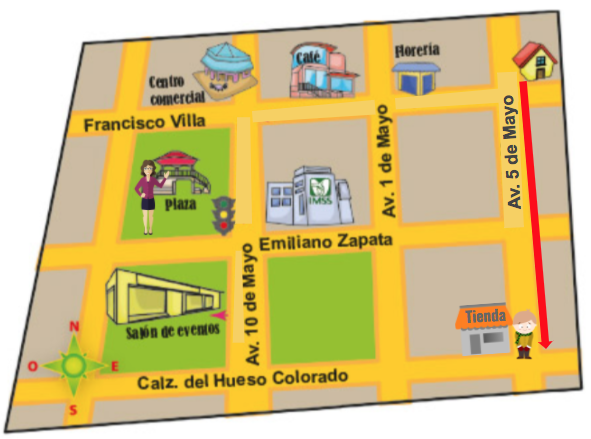 Café
Florería
Centro
comercial
Francisco Villa
Av. 1 de Mayo
Av. 5 de Mayo
Plaza
IMSS
Emiliano Zapata
Av. 10 de Mayo
Tienda
Salón de eventos
N
O
E
S
Calz. del Hueso Colorado